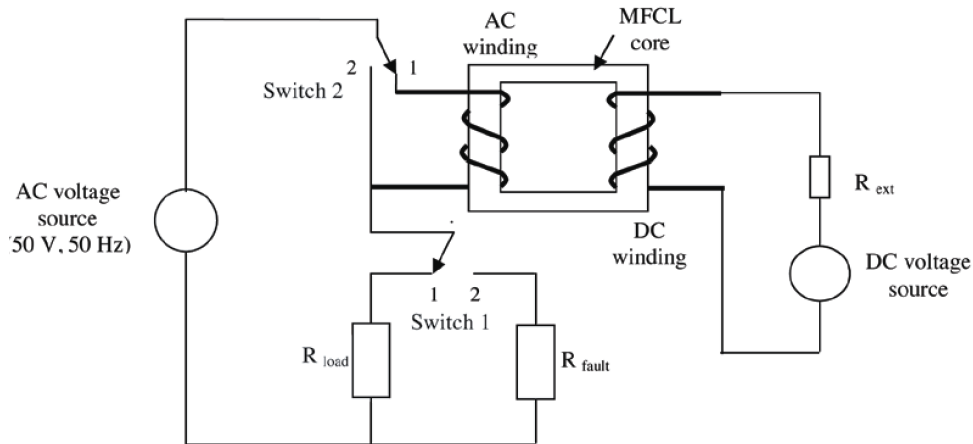 AC
winding
MFCL
core
2
1
Switch 2
AC voltage
source
(50 V, 50 Hz)
R ext
DC
winding
DC voltage
source
1 2
Switch 1
R load
R fault